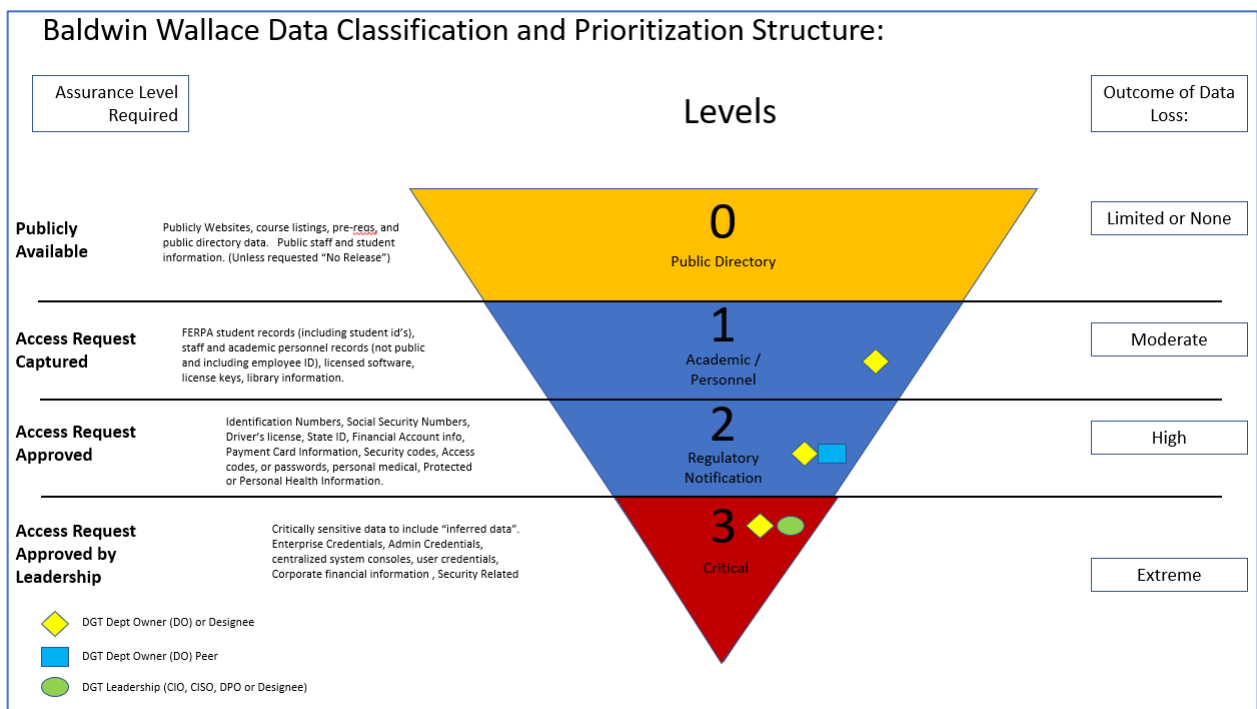 Baldwin Wallace Data Classification and Prioritization Structure:
Assurance Level
Required
Levels
Outcome of Data
Loss:
Publicly
Available
Publicly Websites, course listings, pre-reqs, and
public directory data.   Public staff and student
information. (Unless requested “No Release”)
0
Public Directory
Limited or None
Access Request
Captured
FERPA student records (including student id’s),
staff and academic personnel records (not public
and including employee ID), licensed software,
license keys, library information.
1
Academic /
Personnel
Moderate
Access Request
Approved
Identification Numbers, Social Security Numbers,
Driver’s license, State ID, Financial Account info,
Payment Card Information, Security codes, Access
codes, or passwords, personal medical, Protected
or Personal Health Information.
2
Regulatory
Notification
High
Access Request
Approved by
Leadership
Critically sensitive data to include “inferred data”.
Enterprise Credentials, Admin Credentials,
centralized system consoles, user credentials,
Corporate financial information , Security Related
3
Critical
Extreme
DGT Dept Owner (DO) or Designee
DGT Dept Owner (DO) Peer
DGT Leadership (CIO, CISO, DPO or Designee)